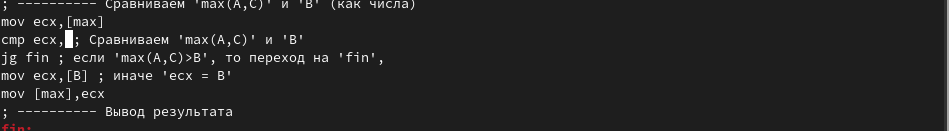 ; ---------- Сравниваем 'max(A,C)' и 'B' (как числа)
mov ecx,[max]
cmp ecx, ; Сравниваем 'max(A,C)' и 'B'
jg fin ; если 'max(A,C)>B', то переход на 'fin',
mov ecx,[B] ; иначе 'ecx = B'
mov [max],ecx
; ---------- Вывод результата
fin: